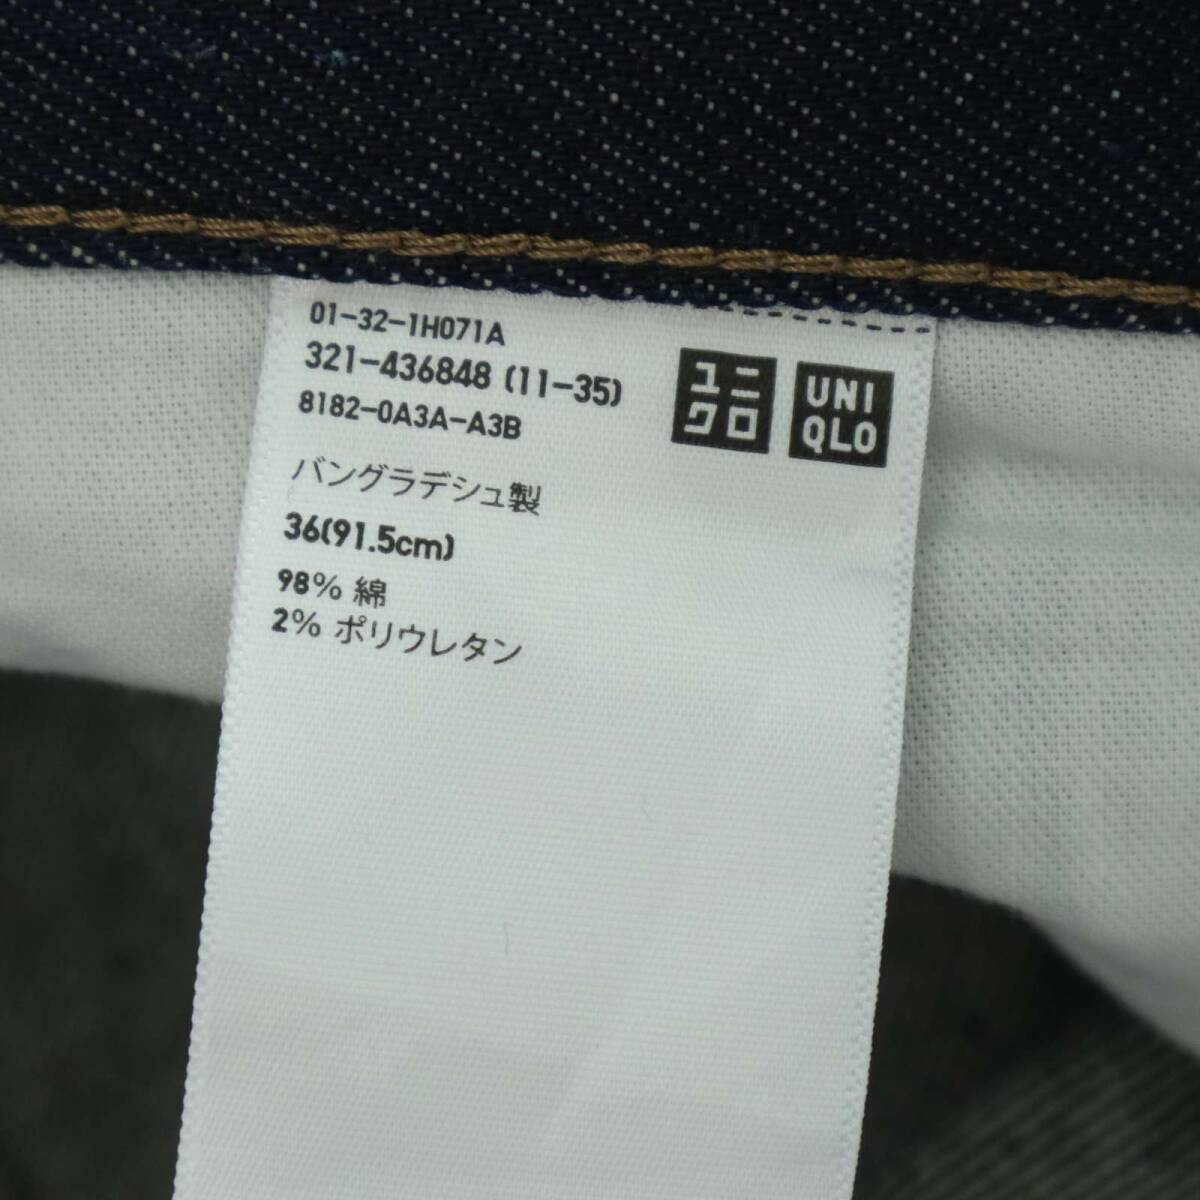 01-32-1H071A
321-436848 (11-35)
8182-0A3A-A3B
ユニ
クロ
UNI
QLO
バングラデシュ製
36(91.5cm)
98% 綿
2% ポリウレタン